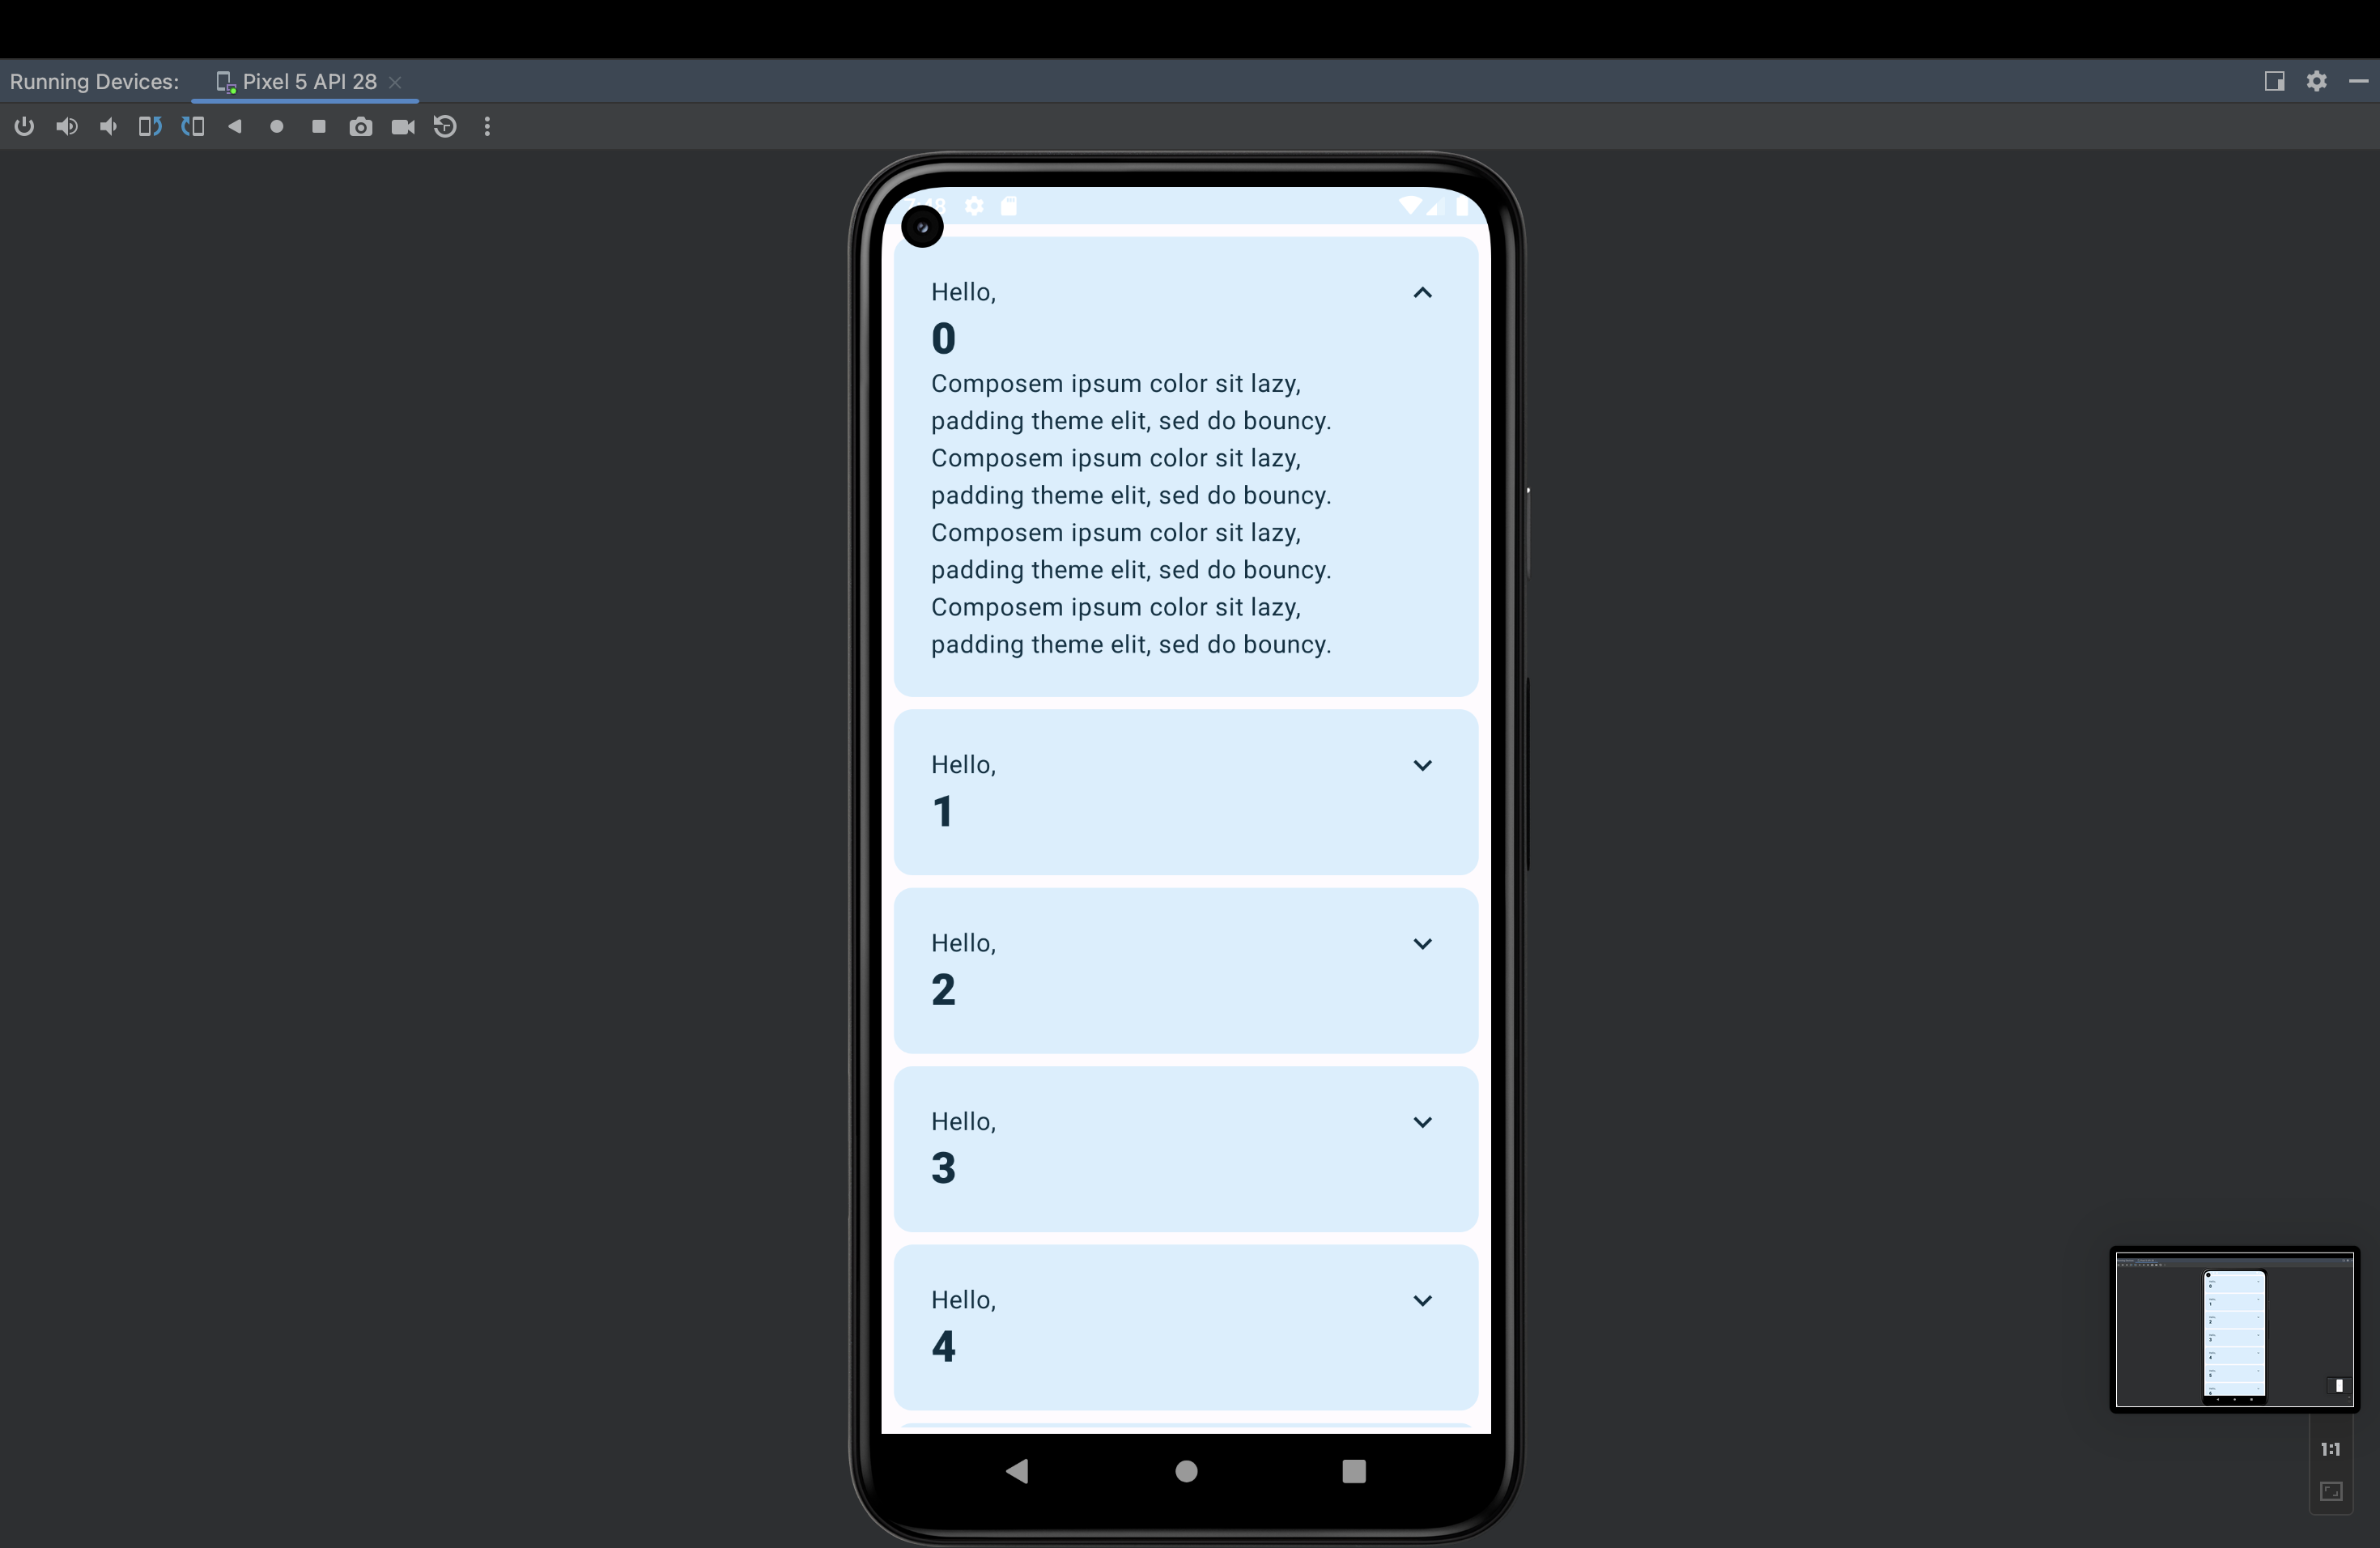 Running Devices:
Pixel 5 API 28
Hello,
0
Composem ipsum color sit lazy,
padding theme elit, sed do bouncy.
Composem ipsum color sit lazy,
padding theme elit, sed do bouncy.
Composem ipsum color sit lazy,
padding theme elit, sed do bouncy.
Composem ipsum color sit lazy,
padding theme elit, sed do bouncy.
Hello,
1
Hello,
2
Hello,
3
Hello,
4
1:1